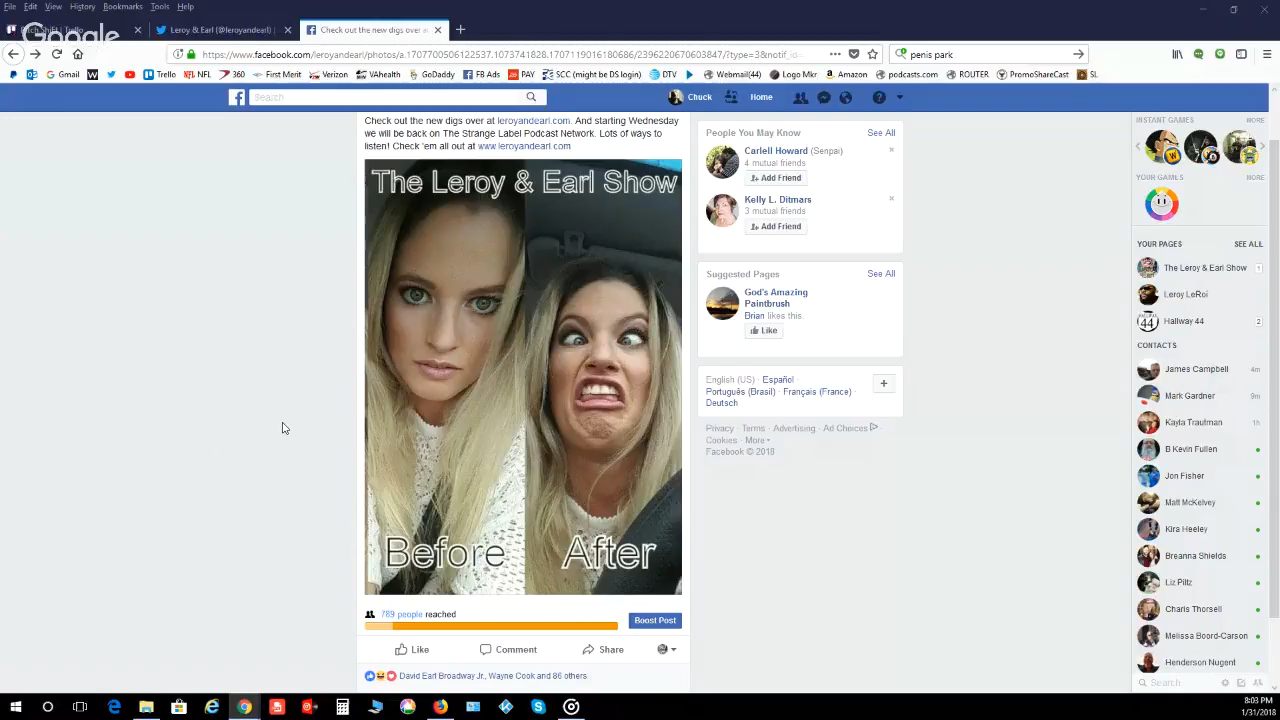 File Edit View History Bookmarks Tools Help
Google
Pitch Shift | Trello
Leroy & Earl (@leroyandearl) |
Check out the new digs over at
https://www.facebook.com/leroyandearl/photos/a.1707700506122537.1073741828.1707119016180686/2396220670603847/?type=3&notif_id=
penis park
Gmail
Trello
NFL
360
First Merit
Verizon
VAhealth
GoDaddy
FB Ads
PAY
SCC (might be DS login)
DTV
Webmail(44)
Logo Mkr
Amazon
podcasts.com
ROUTER
PromoShareCast
SL
Search
Chuck
Home
Check out the new digs over at leroyandearl.com. And starting Wednesday
we will be back on The Strange Label Podcast Network. Lots of ways to
listen! Check 'em all out at www.leroyandearl.com
The Leroy & Earl Show
Before After
789 people reached
Boost Post
Like Comment Share
David Earl Broadway Jr., Wayne Cook and 86 others
People You May Know See All
Carlell Howard (Senpai)
4 mutual friends
Add Friend
Kelly L. Ditmars
3 mutual friends
Add Friend
Suggested Pages See All
God's Amazing
Paintbrush
Brian likes this.
Like
English (US) · Español ·
Português (Brasil) · Français (France) ·
Deutsch
Privacy · Terms · Advertising · Ad Choices ·
Cookies · More
Facebook © 2018
INSTANT GAMES MORE
YOUR GAMES MORE
YOUR PAGES SEE ALL
The Leroy & Earl Show 1
Leroy LeRoi
Hallway 44 2
CONTACTS
James Campbell 4m
Mark Gardner 9m
Kayla Trautman 1h
B Kevin Fullen
Jon Fisher
Matt McKelvey
Kira Heeley
Breanna Shields
Liz Piltz
Charis Thorsell
Melissa Boord-Carson
Henderson Nugent
Search
8:03 PM
1/31/2018